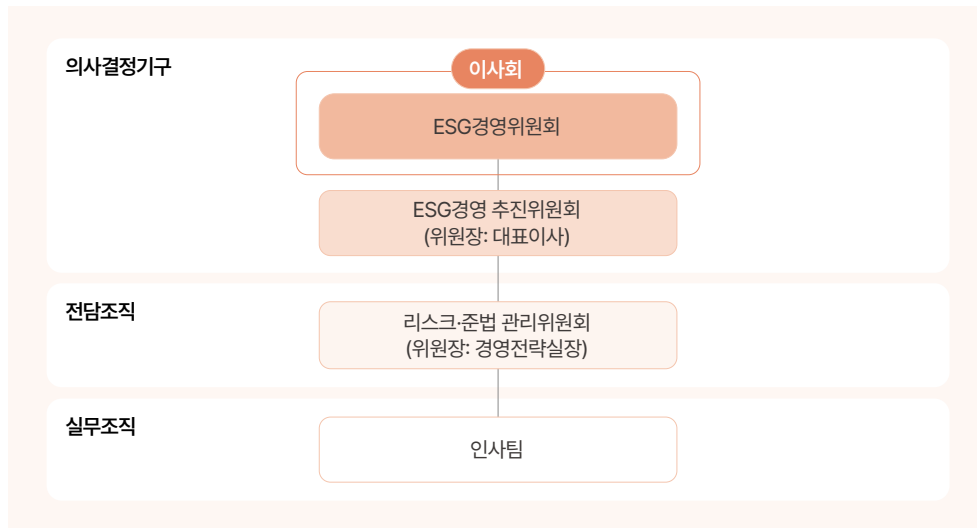 의사결정기구
이사회
ESG경영위원회
ESG경영 추진위원회
(위원장: 대표이사)
전담조직
리스크·준법 관리위원회
(위원장: 경영전략실장)
실무조직
인사팀